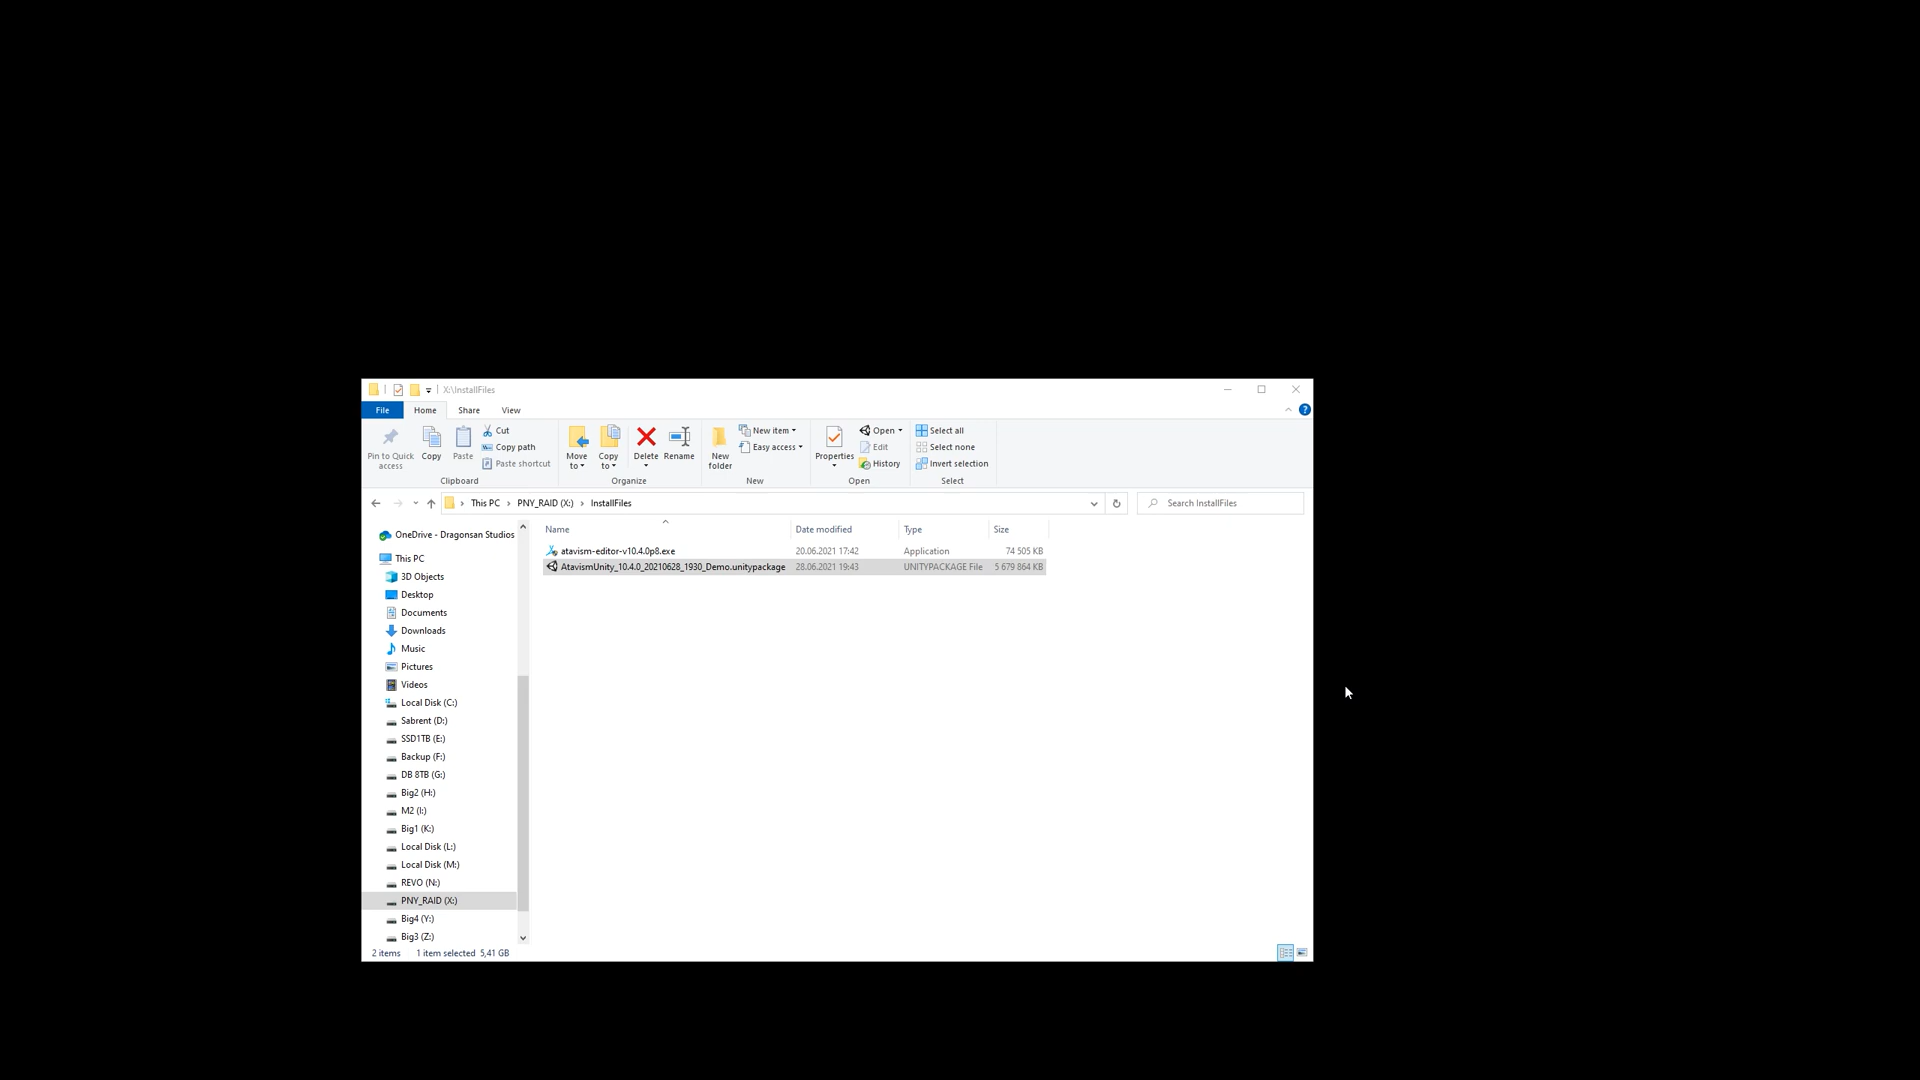 X:\InstallFiles
File Home Share View
Pin to Quick access
Copy
Paste
Cut
Copy path
Paste shortcut
Clipboard
Move to
Copy to
Delete
Rename
Organize
New folder
New item
Easy access
New
Properties
Open
Edit
History
Open
Select all
Select none
Invert selection
Select
This PC › PNY_RAID (X:) › InstallFiles
Search InstallFiles
Name Date modified Type Size
atavism-editor-v10.4.0p8.exe 20.06.2021 17:42 Application 74 505 KB
AtavismUnity_10.4.0_20210628_1930_Demo.unitypackage 28.06.2021 19:43 UNITYPACKAGE File 5 679 864 KB
OneDrive - Dragonsan Studios
This PC
3D Objects
Desktop
Documents
Downloads
Music
Pictures
Videos
Local Disk (C:)
Sabrent (D:)
SSD1TB (E:)
Backup (F:)
DB 8TB (G:)
Big2 (H:)
M2 (I:)
Big1 (K:)
Local Disk (L:)
Local Disk (M:)
REVO (N:)
PNY_RAID (X:)
Big4 (Y:)
Big3 (Z:)
2 items 1 item selected 5,41 GB